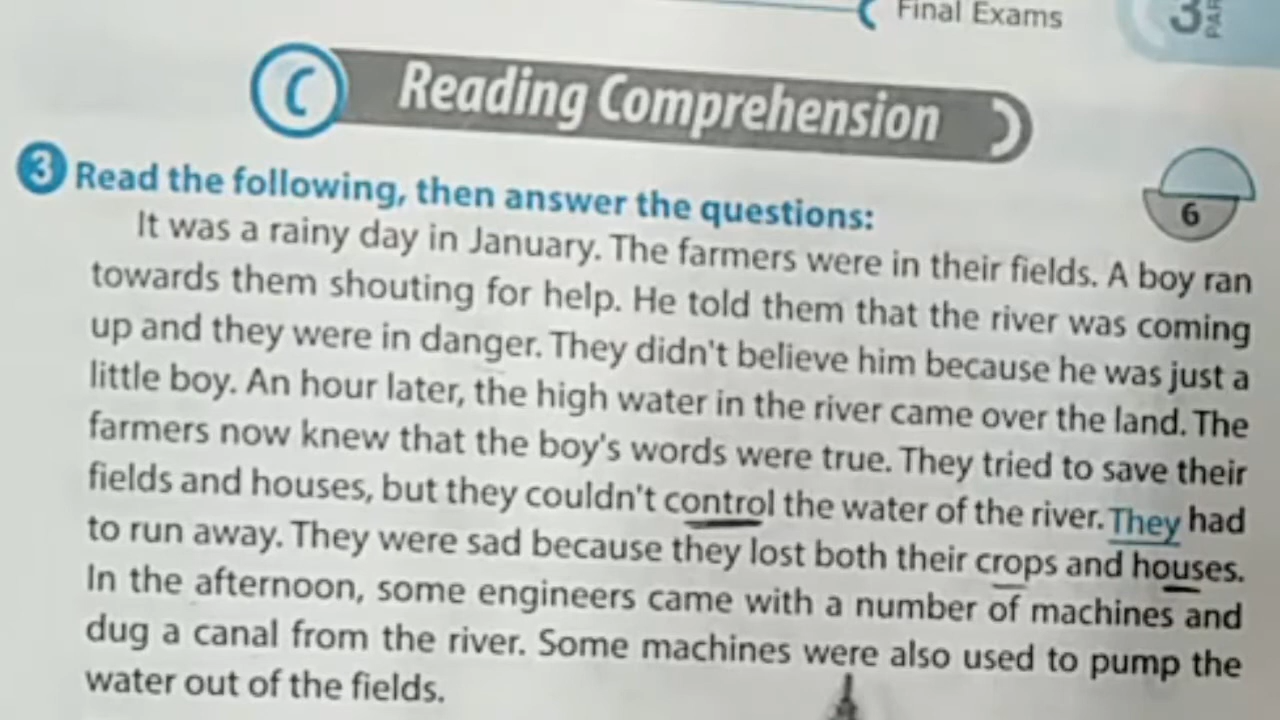 Final Exams
3
PAR
C Reading Comprehension
3 Read the following, then answer the questions:
6
It was a rainy day in January. The farmers were in their fields. A boy ran
towards them shouting for help. He told them that the river was coming
up and they were in danger. They didn't believe him because he was just a
little boy. An hour later, the high water in the river came over the land. The
farmers now knew that the boy's words were true. They tried to save their
fields and houses, but they couldn't control the water of the river. They had
to run away. They were sad because they lost both their crops and houses.
In the afternoon, some engineers came with a number of machines and
dug a canal from the river. Some machines were also used to pump the
water out of the fields.